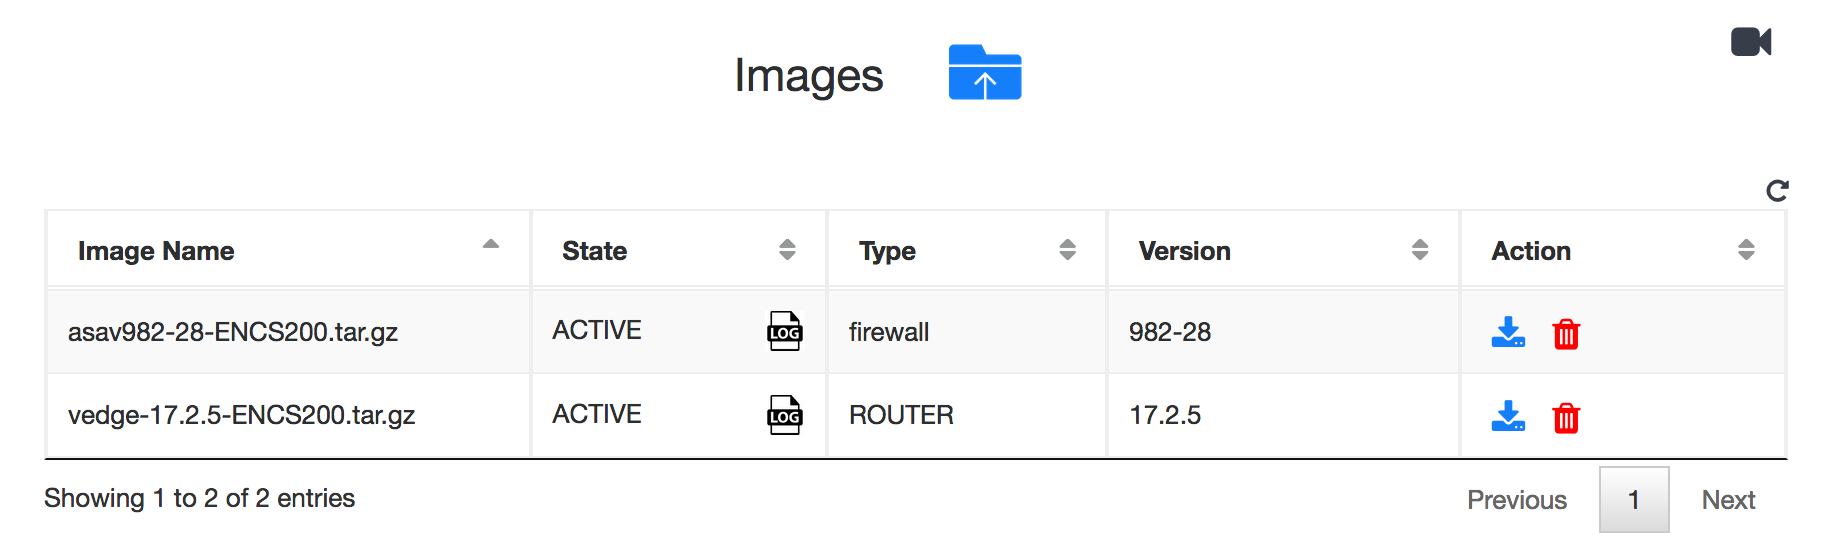 Images
Image Name State Type Version Action
asav982-28-ENCS200.tar.gz ACTIVE LOG firewall 982-28
vedge-17.2.5-ENCS200.tar.gz ACTIVE LOG ROUTER 17.2.5
Showing 1 to 2 of 2 entries Previous 1 Next